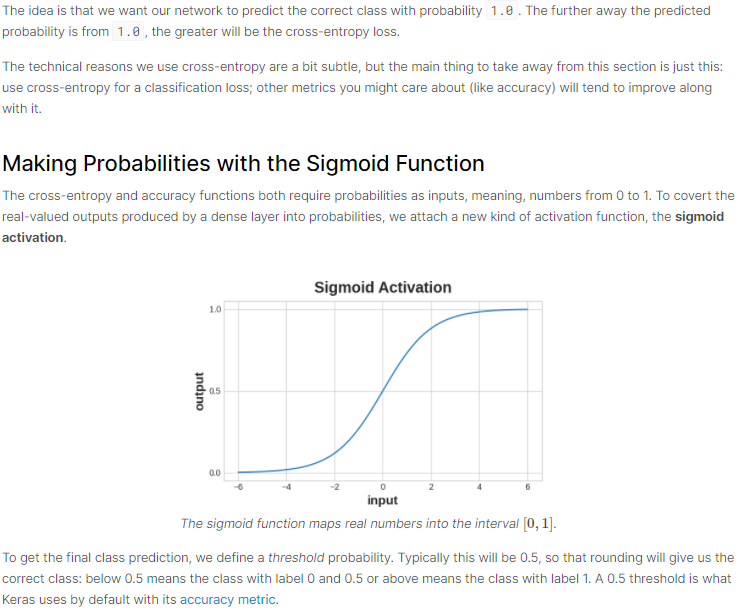 The idea is that we want our network to predict the correct class with probability 1.0 . The further away the predicted
probability is from 1.0 , the greater will be the cross-entropy loss.
The technical reasons we use cross-entropy are a bit subtle, but the main thing to take away from this section is just this:
use cross-entropy for a classification loss; other metrics you might care about (like accuracy) will tend to improve along
with it.
Making Probabilities with the Sigmoid Function
The cross-entropy and accuracy functions both require probabilities as inputs, meaning, numbers from 0 to 1. To covert the
real-valued outputs produced by a dense layer into probabilities, we attach a new kind of activation function, the sigmoid
activation.
Sigmoid Activation
1.0
output
0.5
0.0
-6 -4 -2 0 2 4 6
input
The sigmoid function maps real numbers into the interval [0, 1].
To get the final class prediction, we define a threshold probability. Typically this will be 0.5, so that rounding will give us the
correct class: below 0.5 means the class with label 0 and 0.5 or above means the class with label 1. A 0.5 threshold is what
Keras uses by default with its accuracy metric.